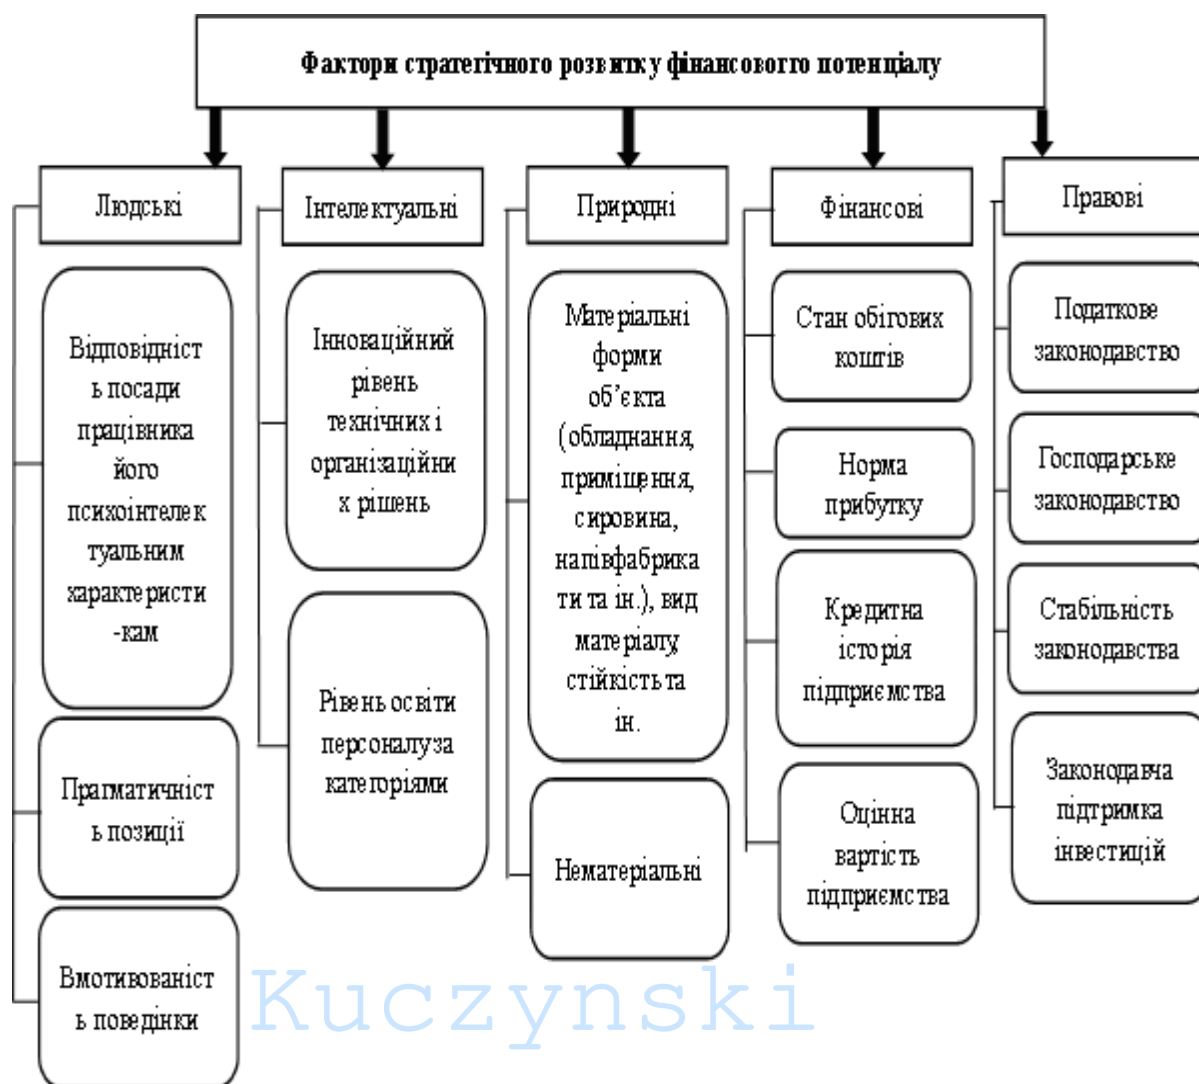 Фактори стратегічного розвитку фінансовогго потенціалу
Людські
Відповідніст
ь посади
працівника
його
психоінтелек
туальним
характеристи
-кам
Прагматичніст
ь позиції
Вмотивованіст
ь поведінки
Інтелектуальні
Інноваційний
рівень
технічних і
організаційни
х рішень
Рівень освіти
персоналу за
категоріями
Природні
Матеріальні
форми
об’єкта
(обладнання,
приміщення,
сировина,
напівфабрика
ти та ін.), вид
матеріалу,
стійкість та
ін.
Нематеріальні
Фінансові
Стан обігових
коштів
Норма
прибутку
Кредитна
історія
підприємства
Оцінна
вартість
підприємства
Правові
Податкове
законодавство
Господарське
законодавство
Стабільність
законодавства
Законодавча
підтримка
інвестицій
Kuczynski